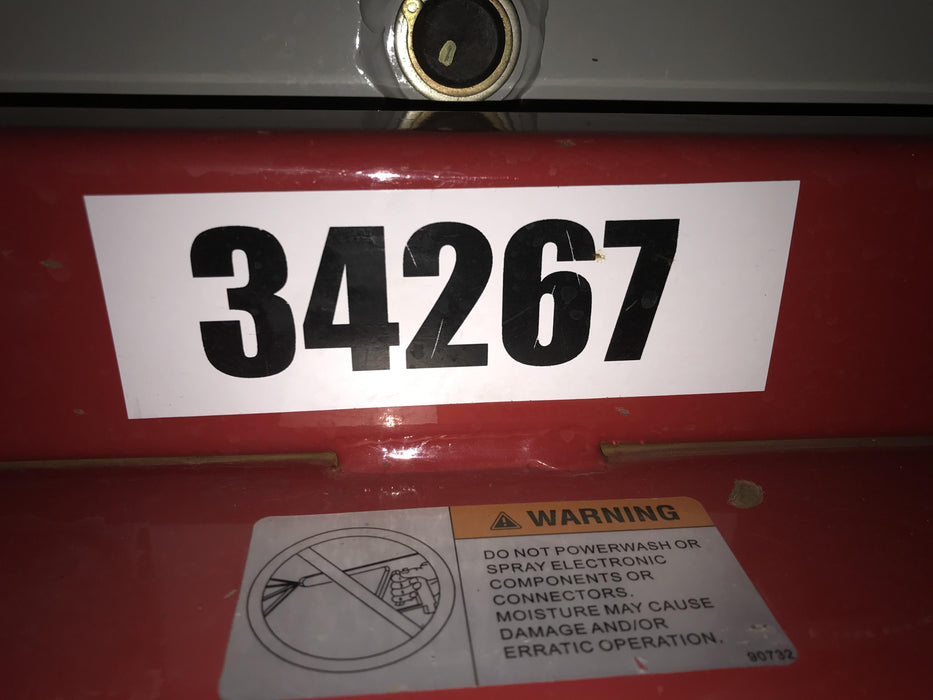 34267
WARNING
DO NOT POWERWASH OR
SPRAY ELECTRONIC
COMPONENTS OR
CONNECTORS.
MOISTURE MAY CAUSE
DAMAGE AND/OR
ERRATIC OPERATION.
90732